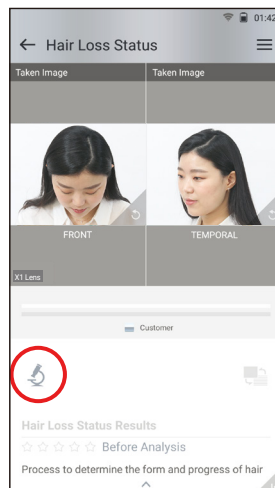 01:42
Hair Loss Status
Taken Image Taken Image
FRONT TEMPORAL
X1 Lens
Customer
Hair Loss Status Results
Before Analysis
Process to determine the form and progress of hair